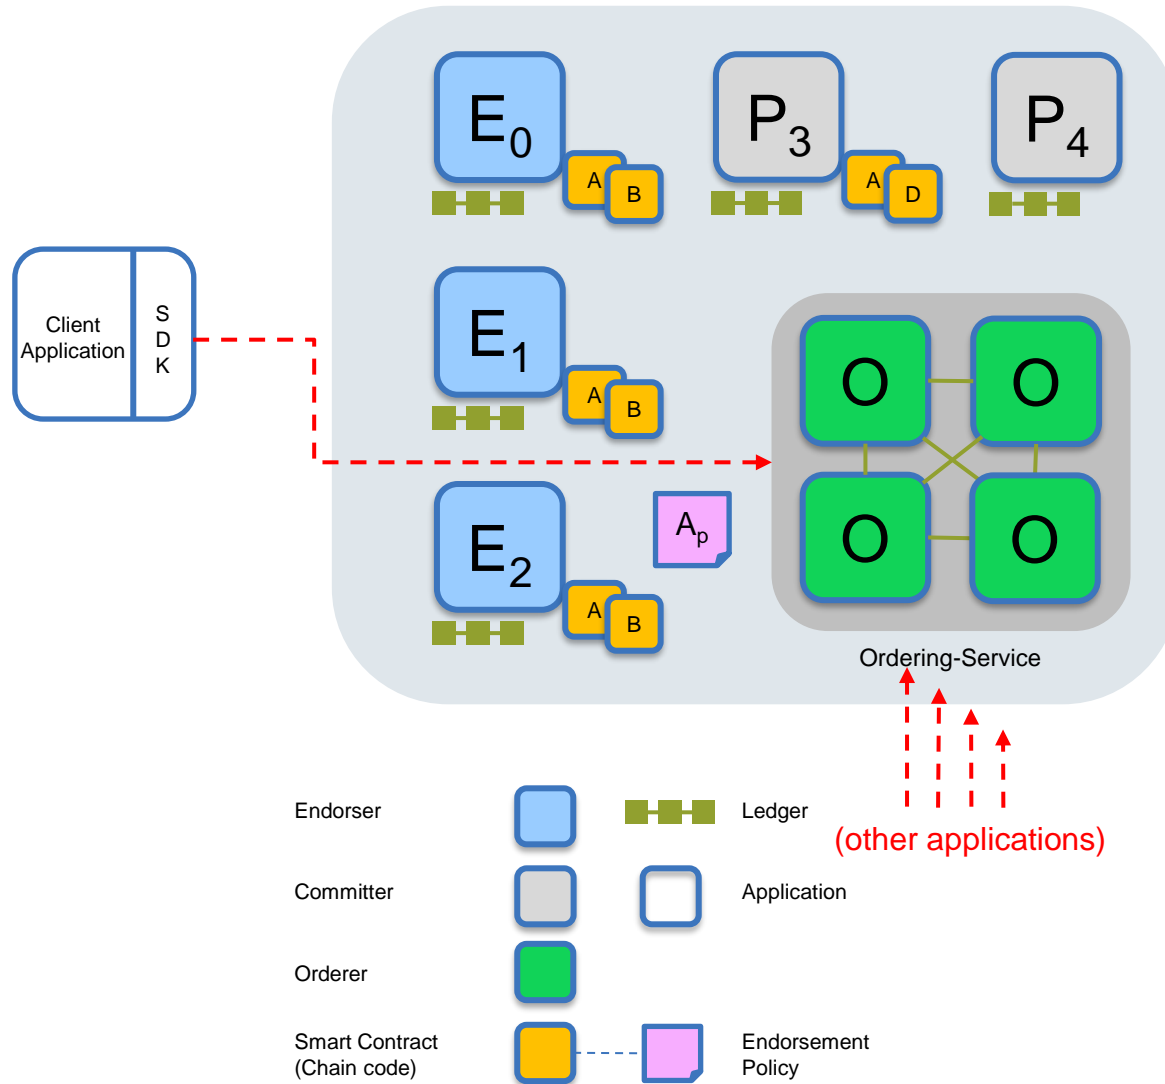 E0
A
B
P3
A
D
P4
Client
Application
S
D
K
E1
A
B
O
O
O
O
E2
A
B
Ap
Ordering-Service
(other applications)
Endorser
Ledger
Committer
Application
Orderer
Smart Contract
(Chain code)
Endorsement
Policy